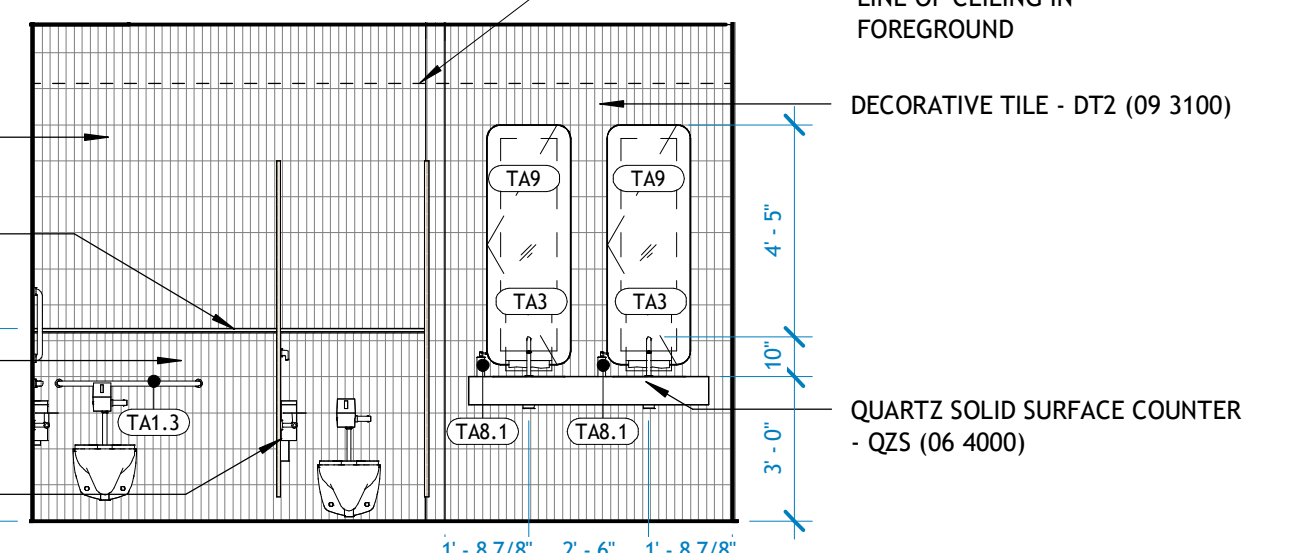 LINE OF CEILING IN
FOREGROUND
DECORATIVE TILE - DT2 (09 3100)
TA9
TA9
4' - 5"
TA3
TA3
10"
TA1.3
TA8.1
TA8.1
QUARTZ SOLID SURFACE COUNTER
- QZS (06 4000)
3' - 0"
1' - 8 7/8"
2' - 6"
1' - 8 7/8"